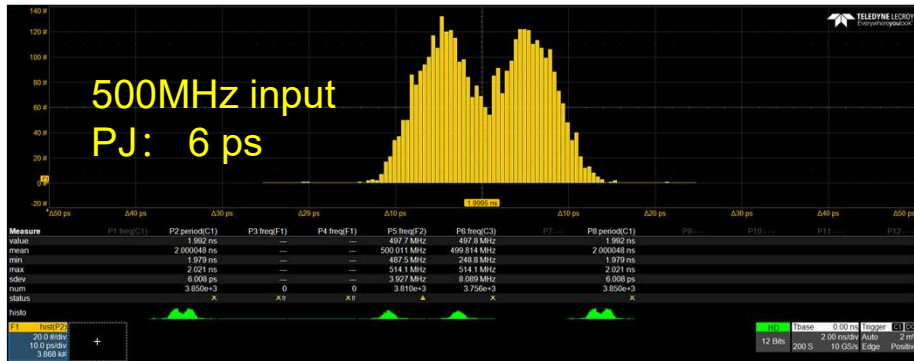 140 #
TELEDYNE LECROY
Everywhereyoulook
120 #
100 #
80 #
500MHz input
60 #
PJ： 6 ps
40 #
20 #
0 #
-20 #
1.9995 ns
Δ50 ps Δ40 ps Δ30 ps Δ20 ps Δ10 ps Δ10 ps Δ20 ps Δ30 ps Δ40 ps Δ50 ps
Measure P1:freq(C1) P2:period(C1) P3:freq(F1) P4:freq(F1) P5:freq(F2) P6:freq(C3) P7:--- P8:period(C1) P9:--- P10:--- P11:--- P12:---
value 1.992 ns --- --- 497.7 MHz 497.8 MHz 1.992 ns
mean 2.000048 ns --- --- 500.011 MHz 499.814 MHz 2.000048 ns
min 1.979 ns --- --- 487.5 MHz 248.8 MHz 1.979 ns
max 2.021 ns --- --- 514.1 MHz 514.1 MHz 2.021 ns
sdev 6.008 ps --- --- 3.927 MHz 8.089 MHz 6.008 ps
num 3.850e+3 0 0 3.810e+3 3.756e+3 3.850e+3
status
histo
F1 hist(P2)
20.0 #/div
10.0 ps/div
3.868 k#
+
HD
12 Bits
Tbase 0.00 ns
2.00 ns/div
200 S 10 GS/s
Trigger C1 DC
Auto 2 m
Edge Positiv